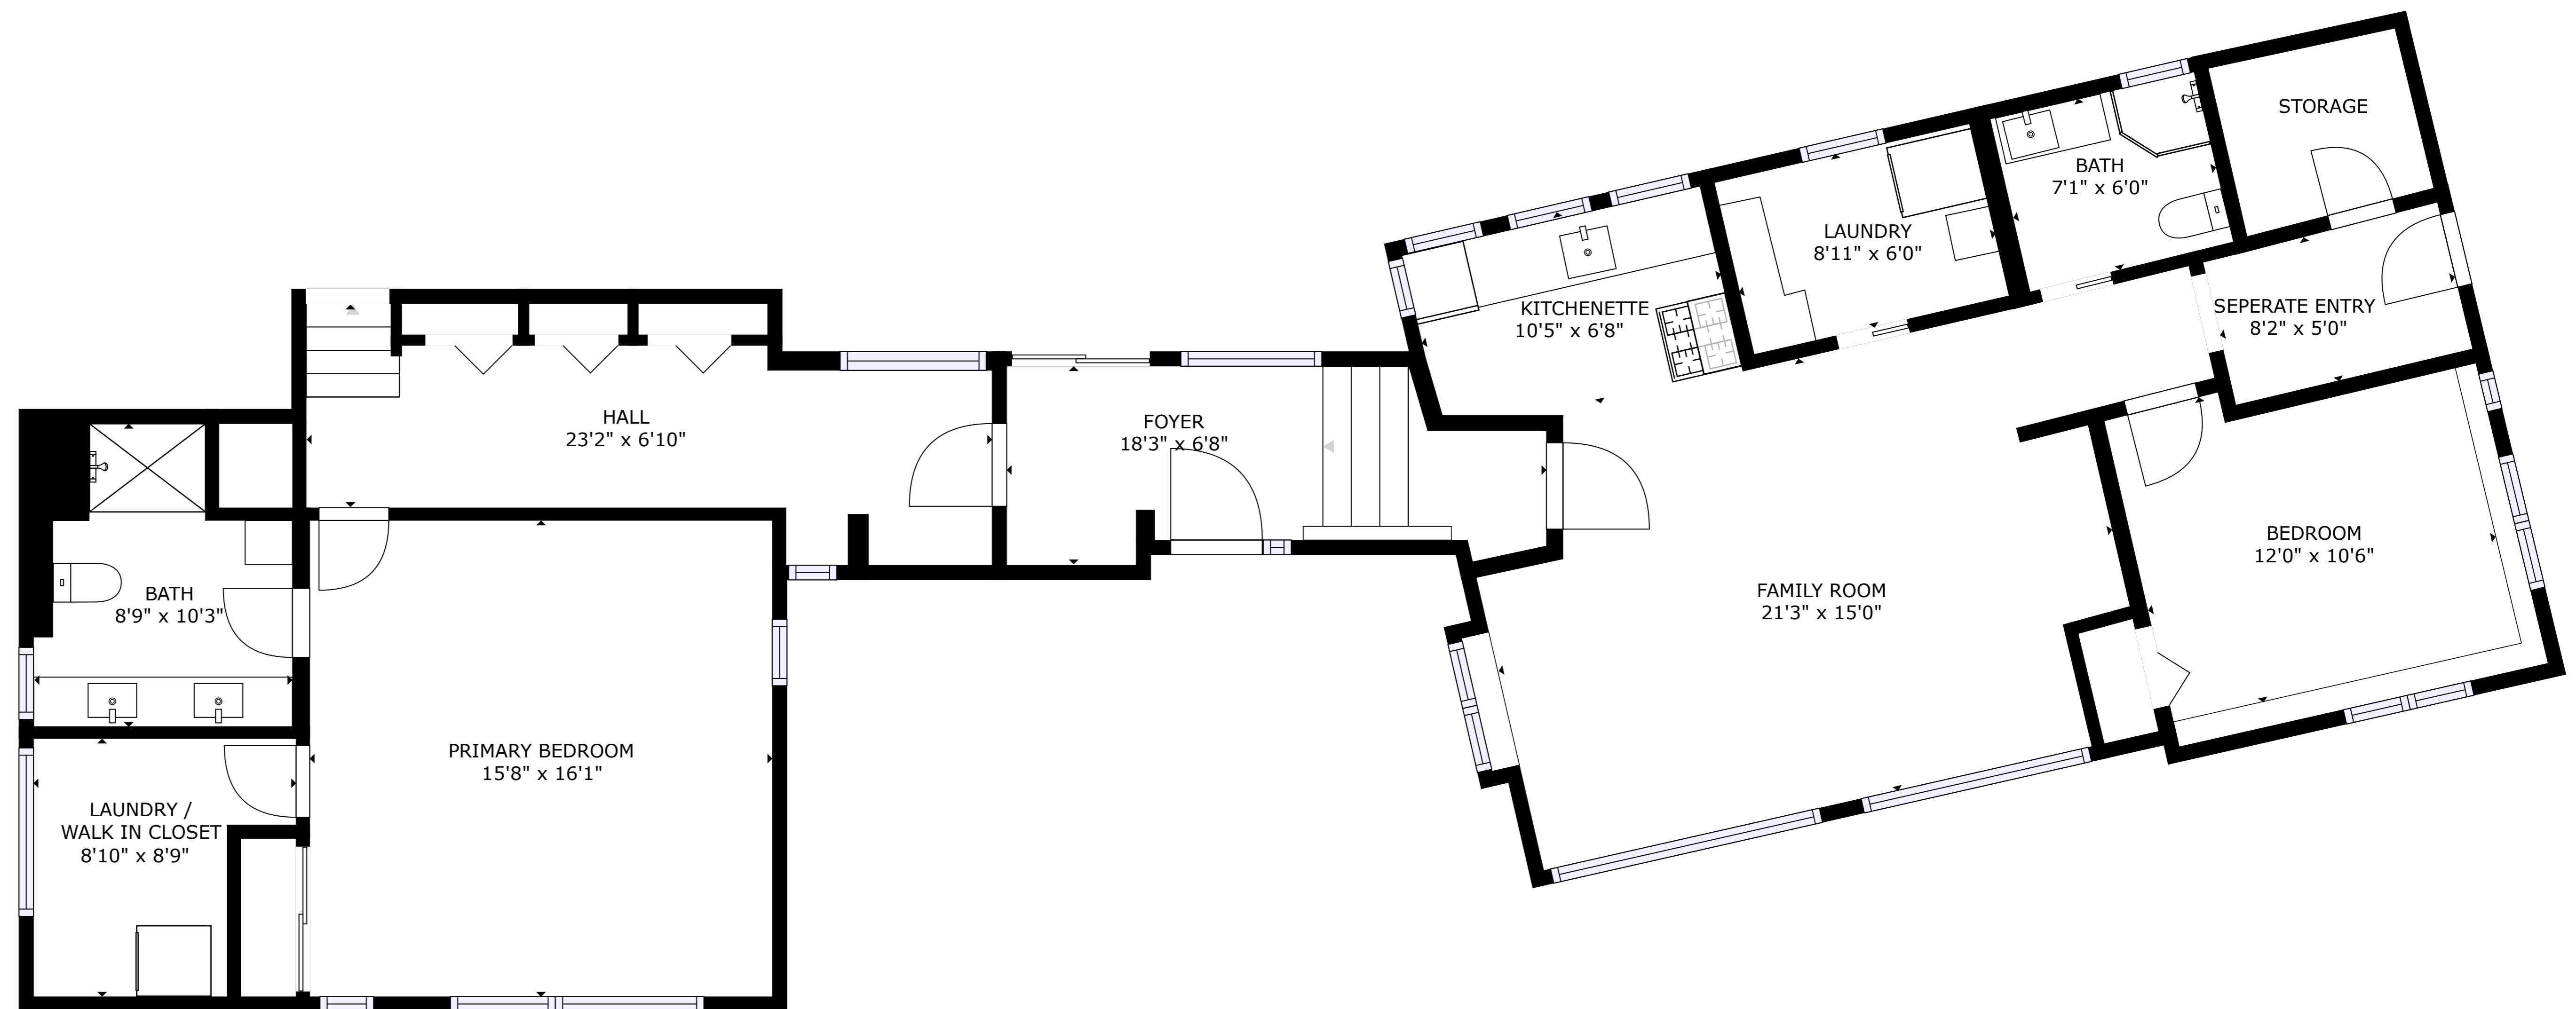 STORAGE
BATH
7'1" x 6'0"
LAUNDRY
8'11" x 6'0"
KITCHENETTE
10'5" x 6'8"
SEPERATE ENTRY
8'2" x 5'0"
HALL
23'2" x 6'10"
FOYER
18'3" x 6'8"
BEDROOM
12'0" x 10'6"
BATH
8'9" x 10'3"
FAMILY ROOM
21'3" x 15'0"
PRIMARY BEDROOM
15'8" x 16'1"
LAUNDRY /
WALK IN CLOSET
8'10" x 8'9"